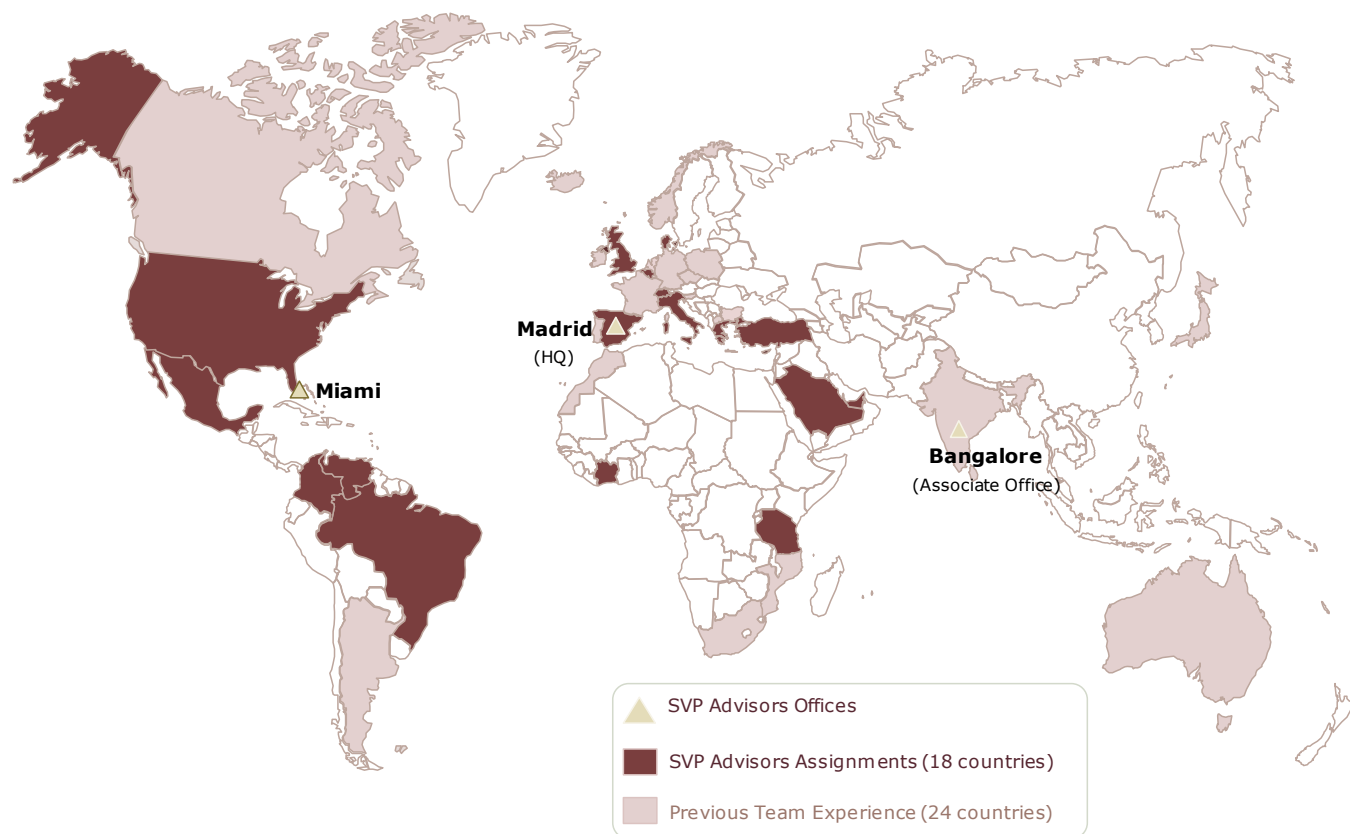 Madrid
(HQ)
Miami
Bangalore
(Associate Office)
SVP Advisors Offices
SVP Advisors Assignments (18 countries)
Previous Team Experience (24 countries)